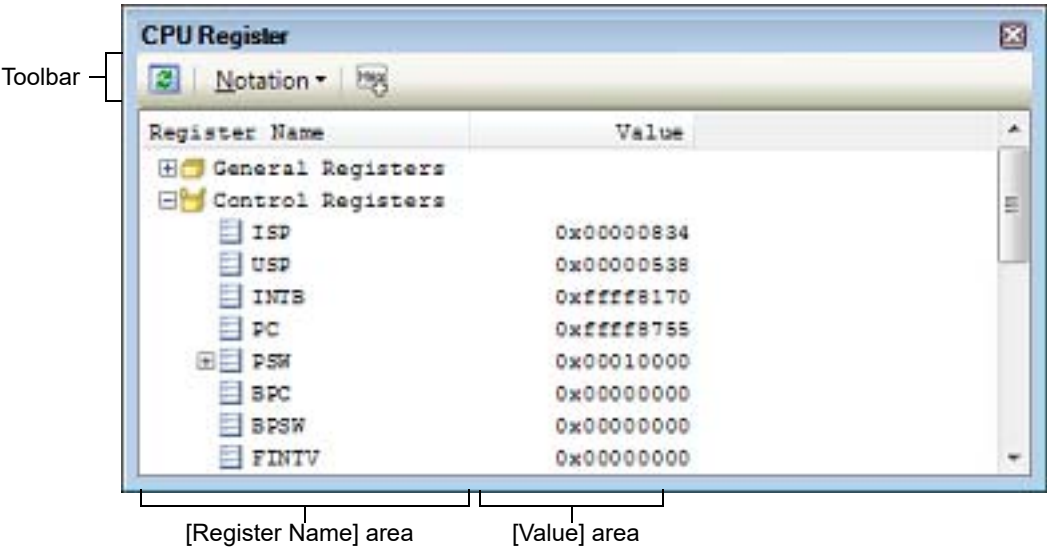 CPU Register
Toolbar
Notation
Hex
Register Name Value
General Registers
Control Registers
ISP 0x00000834
USP 0x00000538
INTB 0xffff8170
PC 0xffff8755
PSW 0x00010000
BPC 0x00000000
BPSW 0x00000000
FINTV 0x00000000
[Register Name] area [Value] area